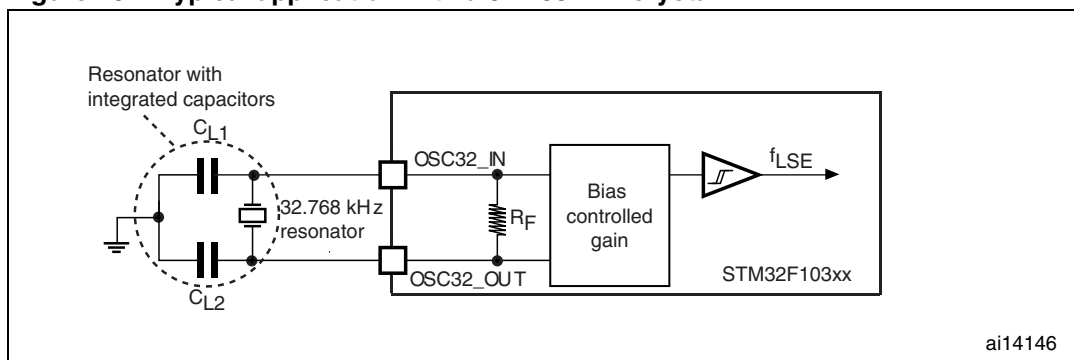 Resonator with
integrated capacitors
CL1
OSC32_IN
fLSE
32.768 kHz
resonator
RF
Bias
controlled
gain
OSC32_OUT
STM32F103xx
CL2
ai14146